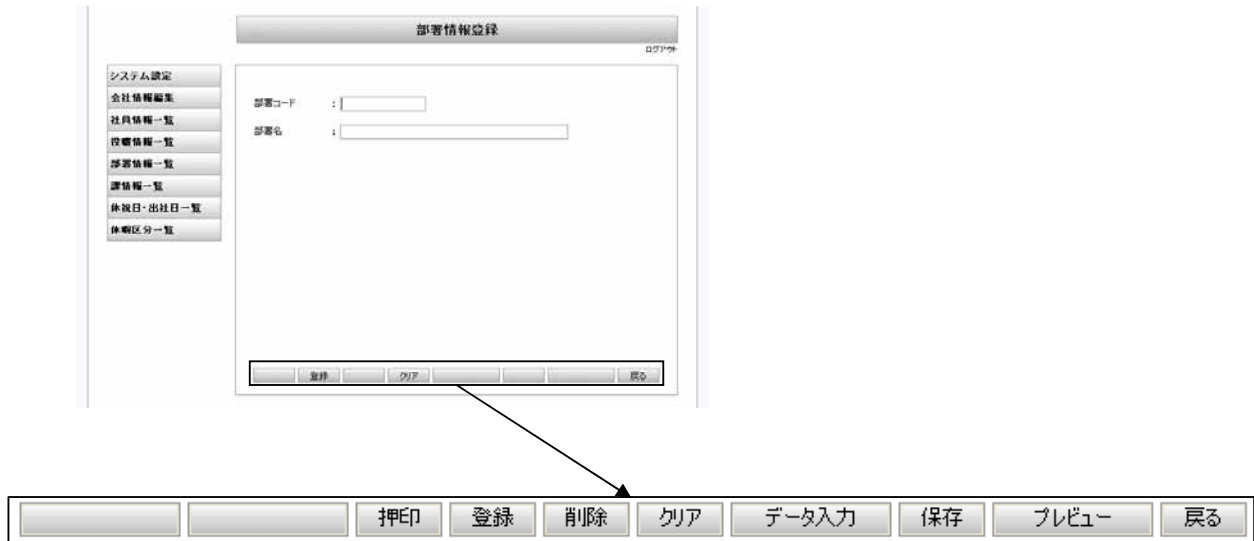 部署情報登録
ログアウト
システム設定
会社情報編集
社員情報一覧
役職情報一覧
部署情報一覧
課情報一覧
休祝日・出社日一覧
休暇区分一覧
部署コード :
部署名 :
登録 クリア 戻る
押印 登録 削除 クリア データ入力 保存 プレビュー 戻る